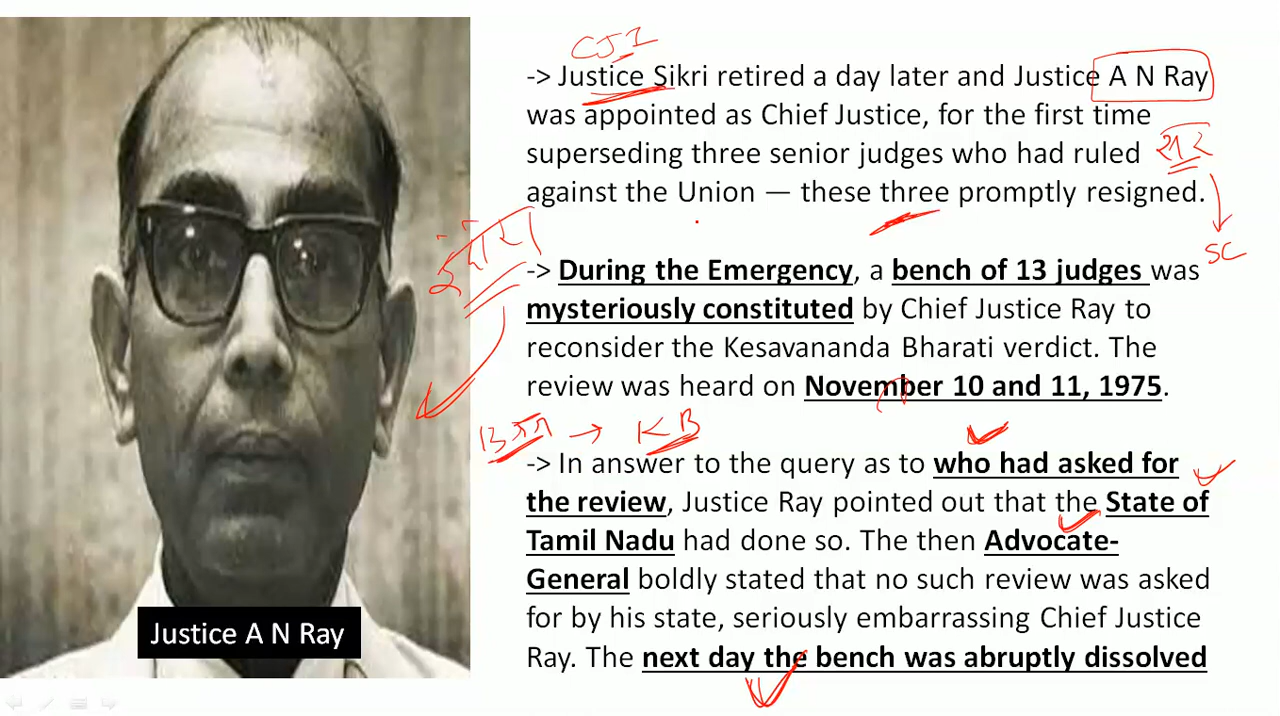 CJI
-> Justice Sikri retired a day later and Justice A N Ray
was appointed as Chief Justice, for the first time
superseding three senior judges who had ruled
against the Union — these three promptly resigned.
SC
-> During the Emergency, a bench of 13 judges was
mysteriously constituted by Chief Justice Ray to
reconsider the Kesavananda Bharati verdict. The
review was heard on November 10 and 11, 1975.
13 जज → KB
-> In answer to the query as to who had asked for
the review, Justice Ray pointed out that the State of
Tamil Nadu had done so. The then Advocate-
General boldly stated that no such review was asked
for by his state, seriously embarrassing Chief Justice
Ray. The next day the bench was abruptly dissolved
Justice A N Ray